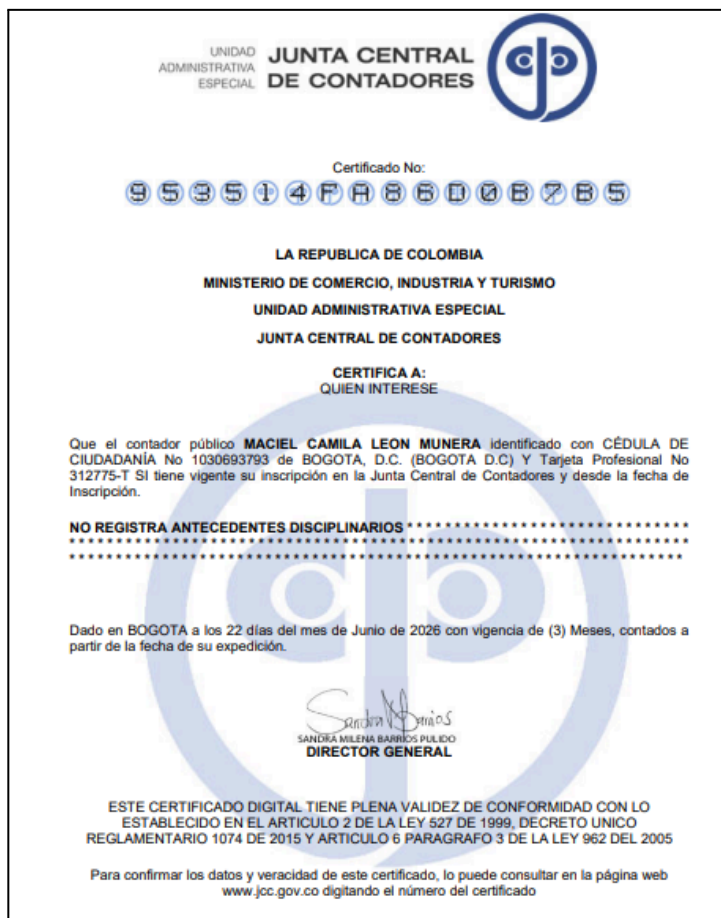 UNIDAD
ADMINISTRATIVA
ESPECIAL
JUNTA CENTRAL
DE CONTADORES
Certificado No:
953514FA86D0B7B5
LA REPUBLICA DE COLOMBIA
MINISTERIO DE COMERCIO, INDUSTRIA Y TURISMO
UNIDAD ADMINISTRATIVA ESPECIAL
JUNTA CENTRAL DE CONTADORES
CERTIFICA A:
QUIEN INTERESE
Que el contador público MACIEL CAMILA LEON MUNERA identificado con CÉDULA DE
CIUDADANÍA No 1030693793 de BOGOTA, D.C. (BOGOTA D.C) Y Tarjeta Profesional No
312775-T SI tiene vigente su inscripción en la Junta Central de Contadores y desde la fecha de
Inscripción.
NO REGISTRA ANTECEDENTES DISCIPLINARIOS * * * * * * * * * * * * * * * * * * * * * * * * * * * * * *
* * * * * * * * * * * * * * * * * * * * * * * * * * * * * * * * * * * * * * * * * * * * * * * * * * * * * * * * * * * * * * * * *
* * * * * * * * * * * * * * * * * * * * * * * * * * * * * * * * * * * * * * * * * * * * * * * * * * * * * * * * * * * * * * * *
Dado en BOGOTA a los 22 días del mes de Junio de 2026 con vigencia de (3) Meses, contados a
partir de la fecha de su expedición.
Sandra M Barrios
SANDRA MILENA BARRIOS PULIDO
DIRECTOR GENERAL
ESTE CERTIFICADO DIGITAL TIENE PLENA VALIDEZ DE CONFORMIDAD CON LO
ESTABLECIDO EN EL ARTICULO 2 DE LA LEY 527 DE 1999, DECRETO UNICO
REGLAMENTARIO 1074 DE 2015 Y ARTICULO 6 PARAGRAFO 3 DE LA LEY 962 DEL 2005
Para confirmar los datos y veracidad de este certificado, lo puede consultar en la página web
www.jcc.gov.co digitando el número del certificado